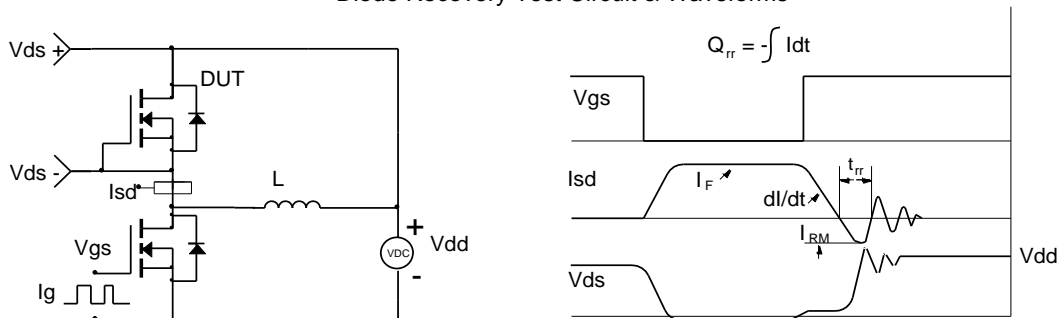 Diode Recovery Test Circuit & Waveforms
Vds +
DUT
Vds -
Isd
L
Vgs
Ig
VDC
+
-
Vdd
Qrr = -∫ Idt
Vgs
Isd
IF
dI/dt
trr
IRM
Vdd
Vds